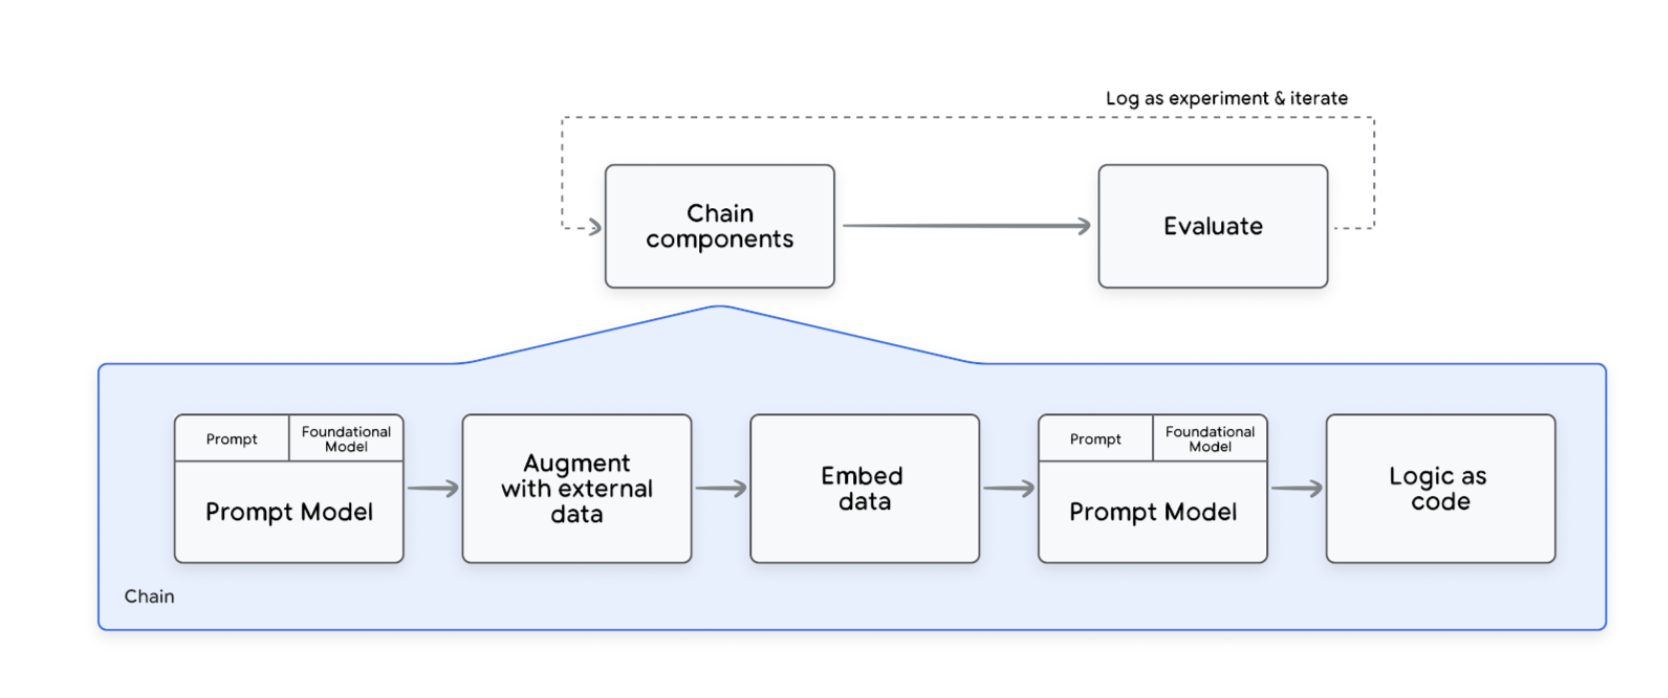 Log as experiment & iterate
Chain
components
Evaluate
Prompt
Foundational
Model
Prompt Model
Augment
with external
data
Embed
data
Prompt
Foundational
Model
Prompt Model
Logic as
code
Chain